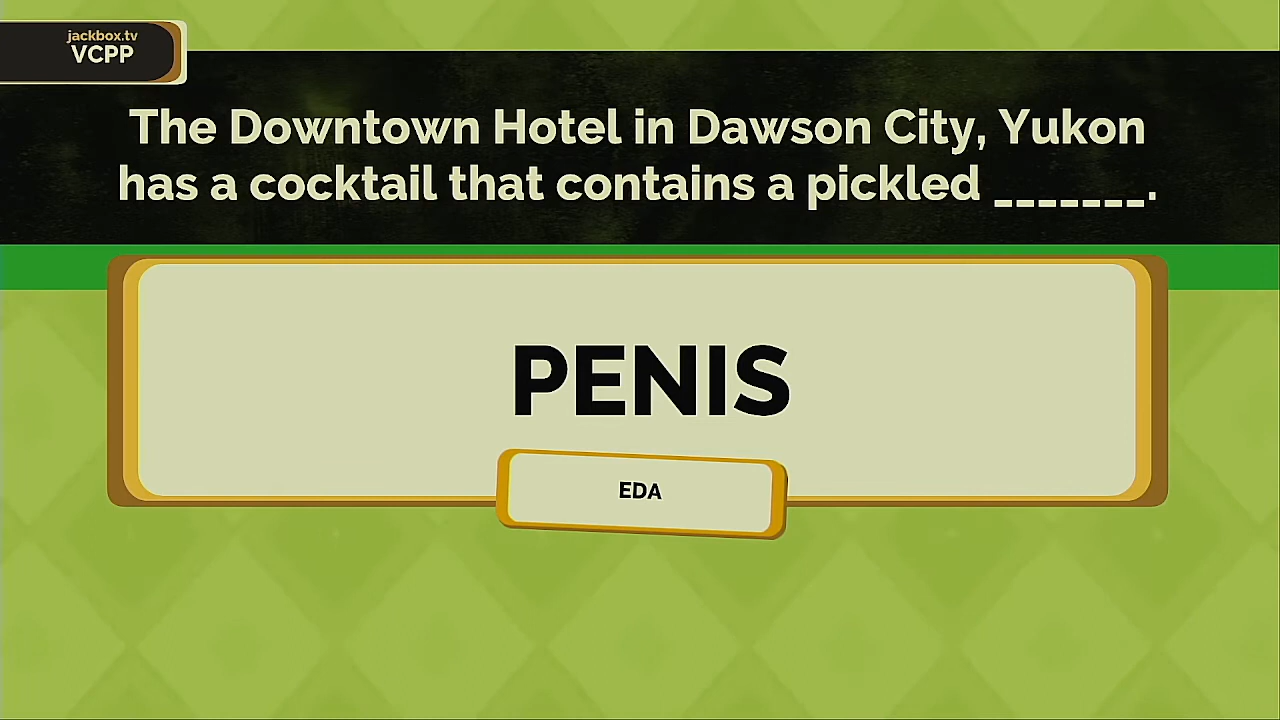 jackbox.tv
VCPP
The Downtown Hotel in Dawson City, Yukon
has a cocktail that contains a pickled _______.
PENIS
EDA